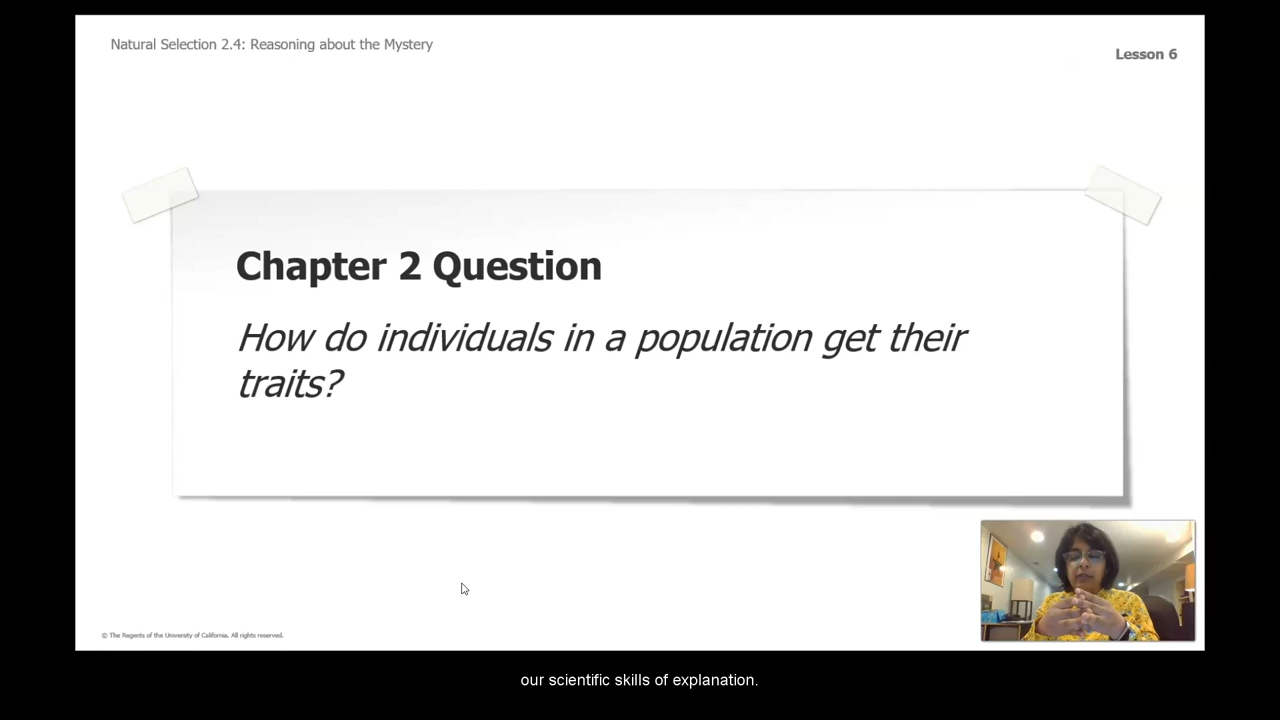 Natural Selection 2.4: Reasoning about the Mystery
Lesson 6
Chapter 2 Question
How do individuals in a population get their
traits?
© The Regents of the University of California. All rights reserved.
our scientific skills of explanation.